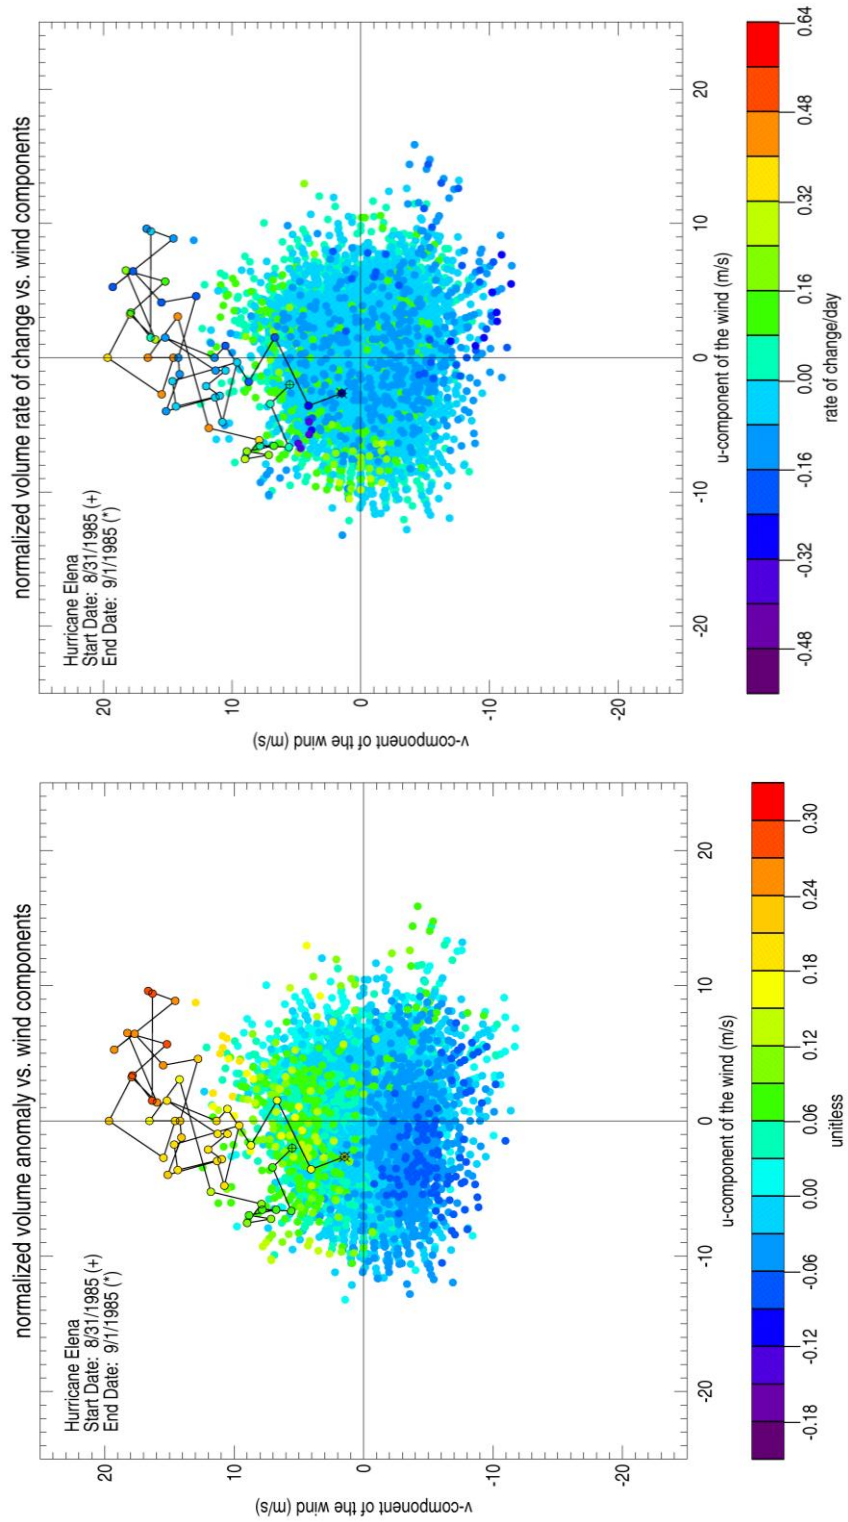 normalized volume anomaly vs. wind components
Hurricane Elena
Start Date: 8/31/1985 (+)
End Date: 9/1/1985 (*)
v-component of the wind (m/s)
20
10
0
-10
-20
-20
-10
0
10
20
u-component of the wind (m/s)
-0.18
-0.12
-0.06
0.00
0.06
0.12
0.18
0.24
0.30
unitless
normalized volume rate of change vs. wind components
Hurricane Elena
Start Date: 8/31/1985 (+)
End Date: 9/1/1985 (*)
v-component of the wind (m/s)
20
10
0
-10
-20
-20
-10
0
10
20
u-component of the wind (m/s)
-0.48
-0.32
-0.16
0.00
0.16
0.32
0.48
0.64
rate of change/day